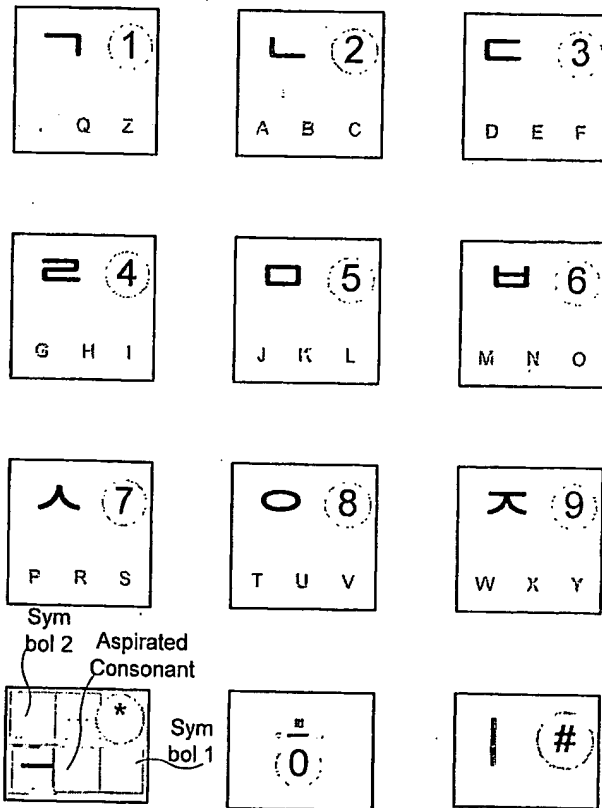 ㄱ 1
. Q Z
ㄴ 2
A B C
ㄷ 3
D E F
ㄹ 4
G H I
ㅁ 5
J K L
ㅂ 6
M N O
ㅅ 7
P R S
ㅇ 8
T U V
ㅈ 9
W X Y
Sym
bol 2
Aspirated
Consonant
*
ㅡ
Sym
bol 1
0
ㅣ #